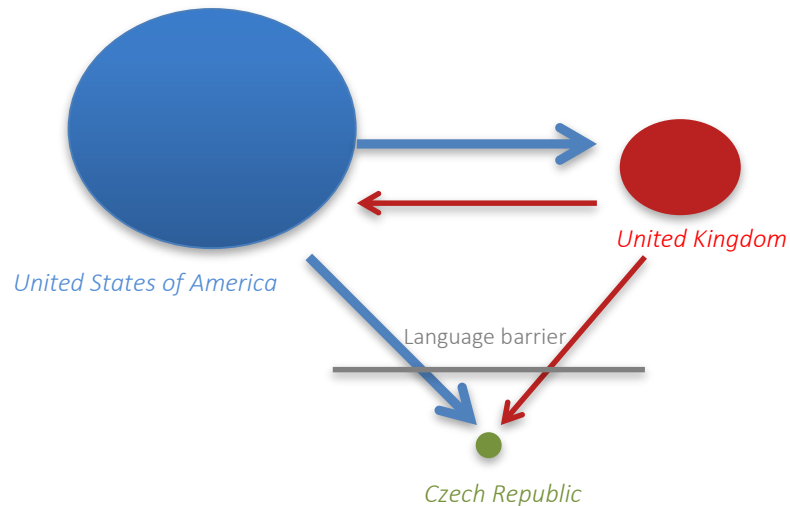 United Kingdom
United States of America
Language barrier
Czech Republic